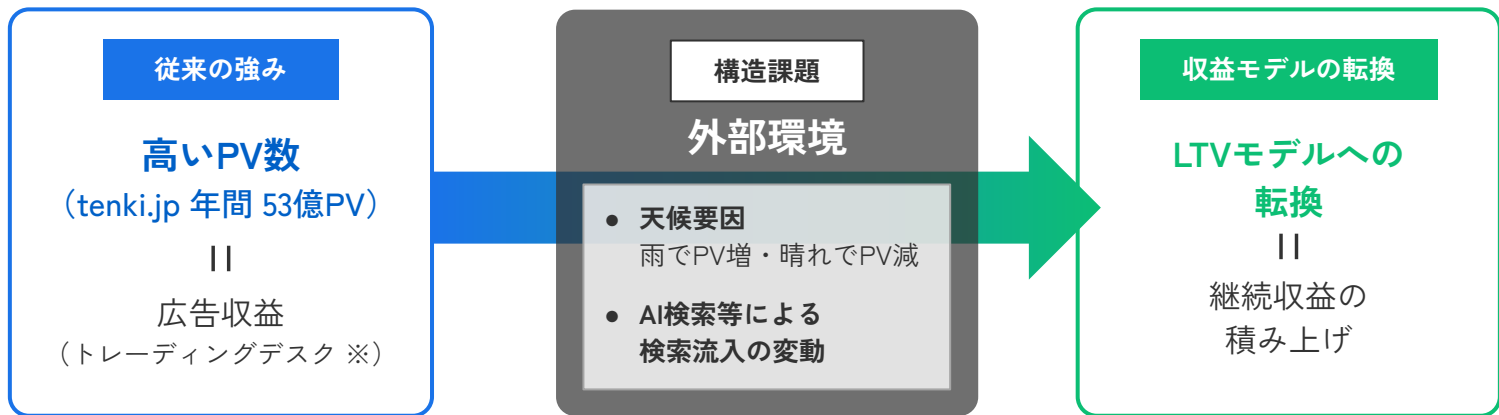 従来の強み
高いPV数
（tenki.jp 年間 53億PV）
=
広告収益
（トレーディングデスク ※）
構造課題
外部環境
● 天候要因
雨でPV増・晴れでPV減
● AI検索等による
検索流入の変動
収益モデルの転換
LTVモデルへの
転換
=
継続収益の
積み上げ